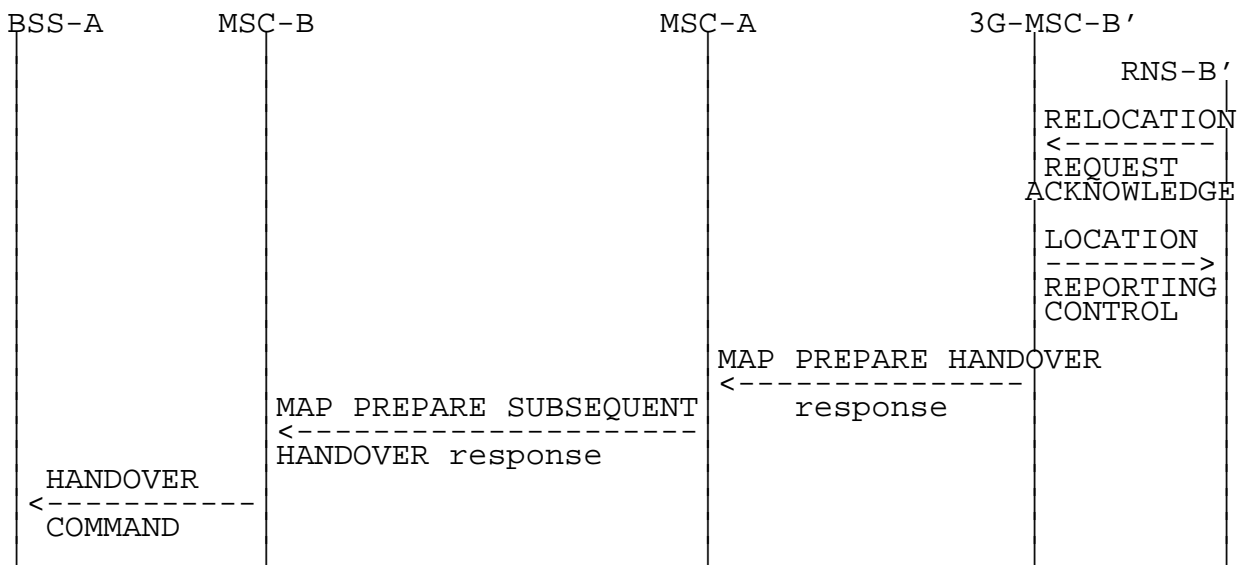 BSS-A MSC-B MSC-A 3G-MSC-B'
RNS-B'
RELOCATION
REQUEST
ACKNOWLEDGE
LOCATION
REPORTING
CONTROL
MAP PREPARE HANDOVER
response
MAP PREPARE SUBSEQUENT
HANDOVER response
HANDOVER
COMMAND